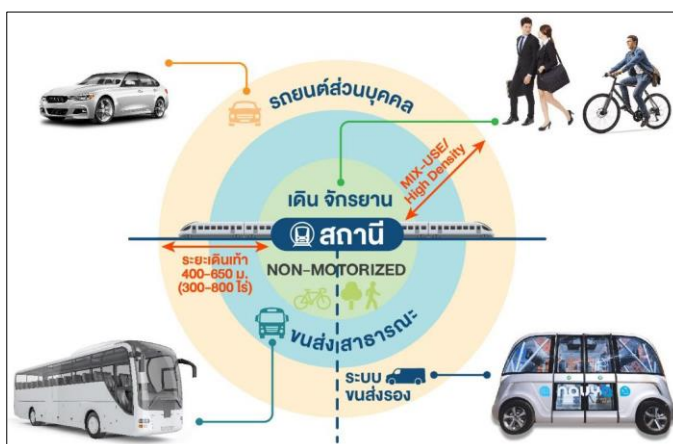 รถยนต์ส่วนบุคคล
MIX-USE/
High Density
เดิน จักรยาน
สถานี
ระยะเดินเท้า
400-650 ม.
(300-800 ไร่)
NON-MOTORIZED
ขนส่งสาธารณะ
ระบบ
ขนส่งรอง